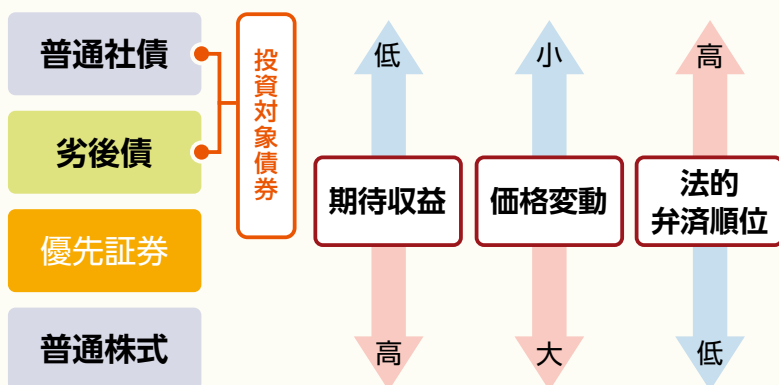 普通社債
劣後債
優先証券
普通株式
投資対象債券
低
期待収益
高
小
価格変動
大
高
法的
弁済順位
低